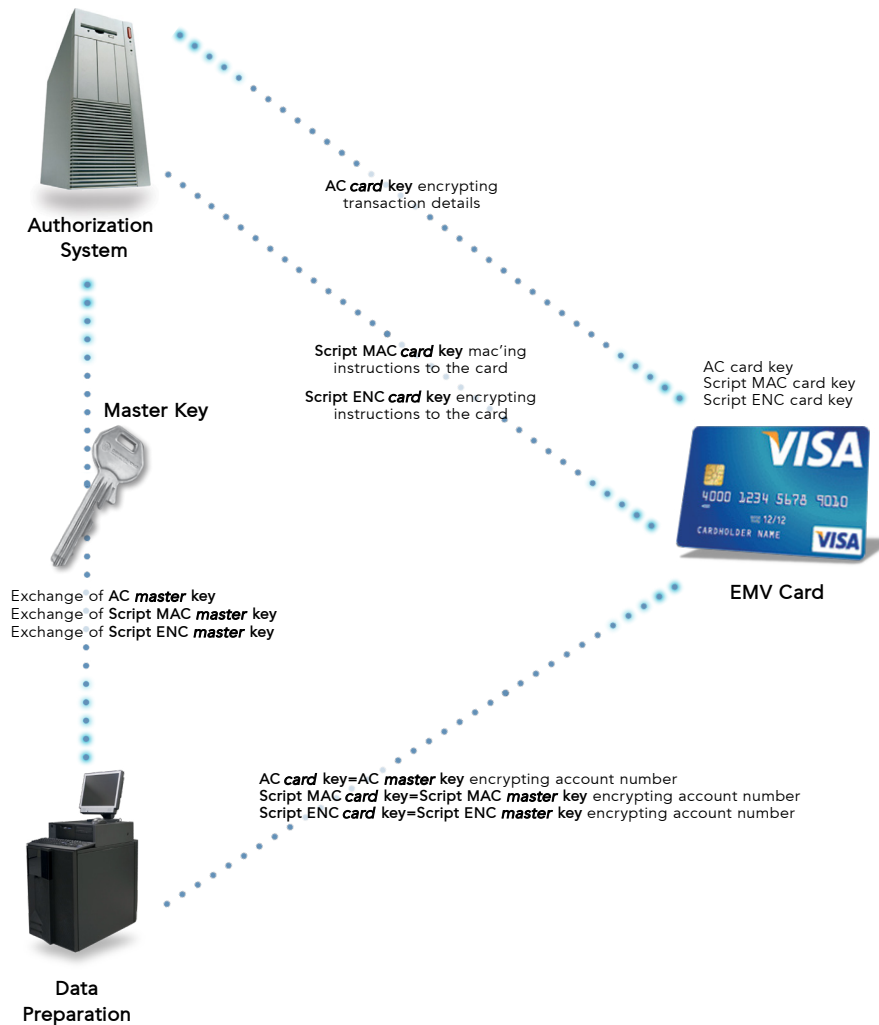 AC card key encrypting
transaction details
Authorization
System
Script MAC card key mac'ing
instructions to the card
Script ENC card key encrypting
instructions to the card
AC card key
Script MAC card key
Script ENC card key
Master Key
VISA
4000 1234 5678 9010
4000
12/12
CARDHOLDER NAME
VISA
EMV Card
Exchange of AC master key
Exchange of Script MAC master key
Exchange of Script ENC master key
AC card key=AC master key encrypting account number
Script MAC card key=Script MAC master key encrypting account number
Script ENC card key=Script ENC master key encrypting account number
Data
Preparation